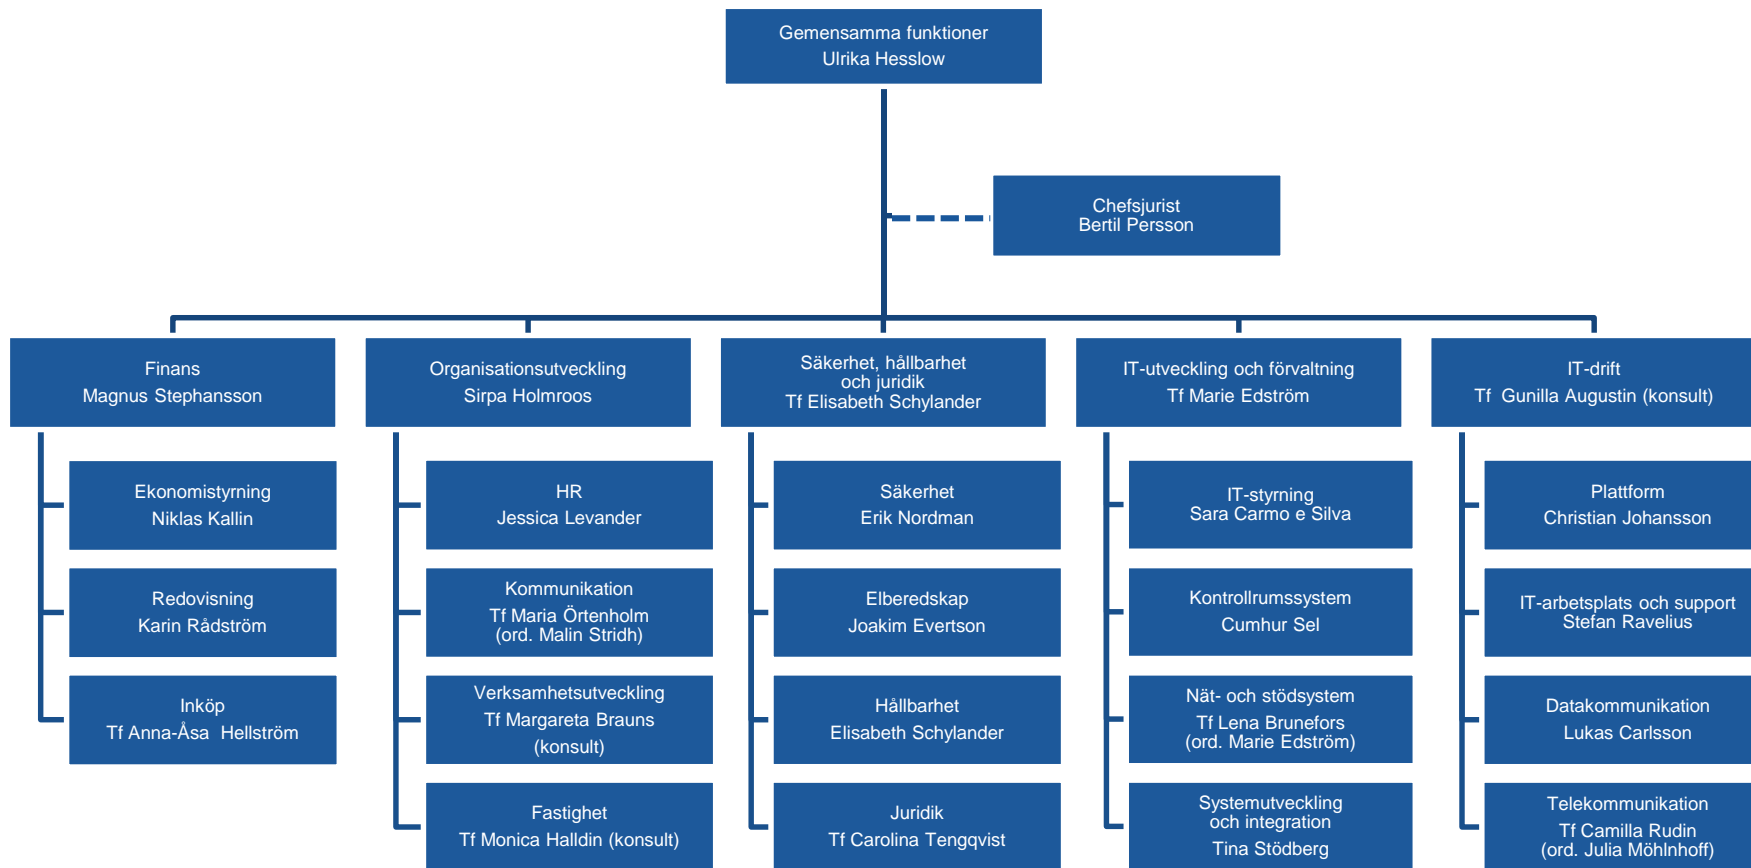 Gemensamma funktioner
Ulrika Hesslow
Chefsjurist
Bertil Persson
Finans
Magnus Stephansson
Organisationsutveckling
Sirpa Holmroos
Säkerhet, hållbarhet
och juridik
Tf Elisabeth Schylander
IT-utveckling och förvaltning
Tf Marie Edström
IT-drift
Tf  Gunilla Augustin (konsult)
Ekonomistyrning
Niklas Kallin
Redovisning
Karin Rådström
Inköp
Tf Anna-Åsa  Hellström
HR
Jessica Levander
Kommunikation
Tf Maria Örtenholm
(ord. Malin Stridh)
Verksamhetsutveckling
Tf Margareta Brauns
(konsult)
Fastighet
Tf Monica Halldin (konsult)
Säkerhet
Erik Nordman
Elberedskap
Joakim Evertson
Hållbarhet
Elisabeth Schylander
Juridik
Tf Carolina Tengqvist
IT-styrning
Sara Carmo e Silva
Kontrollrumssystem
Cumhur Sel
Nät- och stödsystem
Tf Lena Brunefors
(ord. Marie Edström)
Systemutveckling
och integration
Tina Stödberg
Plattform
Christian Johansson
IT-arbetsplats och support
Stefan Ravelius
Datakommunikation
Lukas Carlsson
Telekommunikation
Tf Camilla Rudin
(ord. Julia Möhlnhoff)